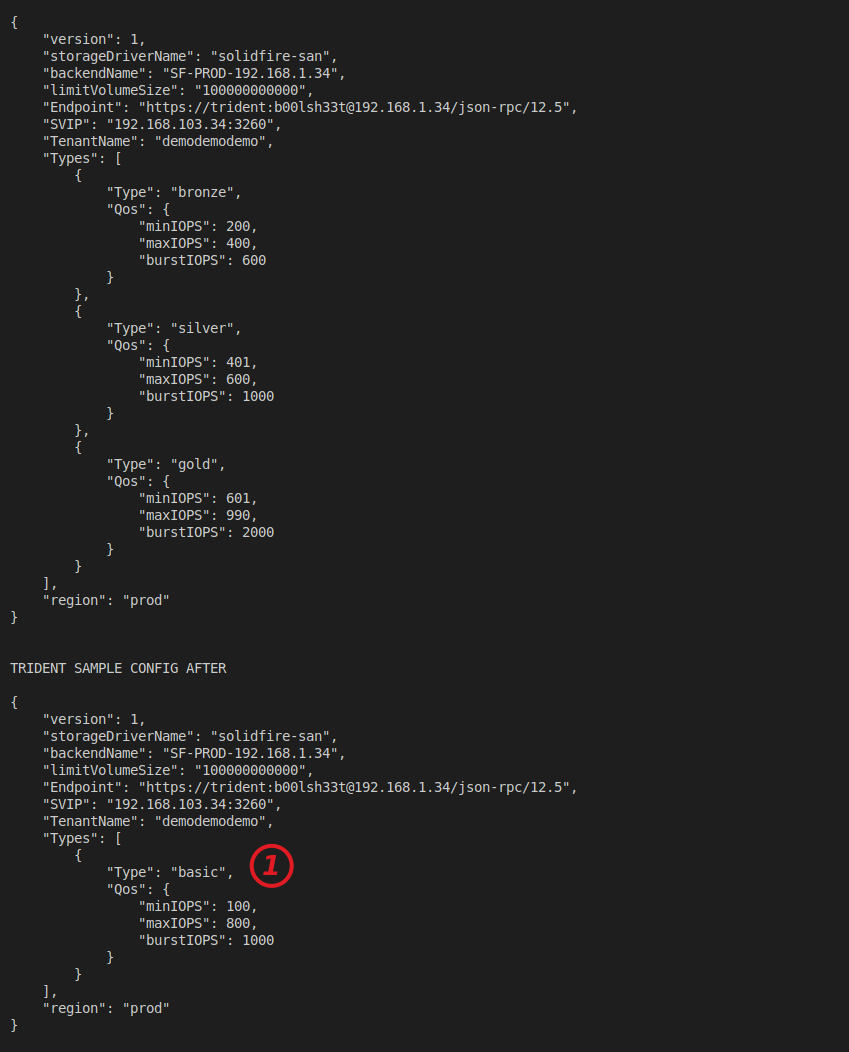 {
    "version": 1,
    "storageDriverName": "solidfire-san",
    "backendName": "SF-PROD-192.168.1.34",
    "limitVolumeSize": "100000000000",
    "Endpoint": "https://trident:b00lsh33t@192.168.1.34/json-rpc/12.5",
    "SVIP": "192.168.103.34:3260",
    "TenantName": "demodemodemo",
    "Types": [
        {
            "Type": "bronze",
            "Qos": {
                "minIOPS": 200,
                "maxIOPS": 400,
                "burstIOPS": 600
            }
        },
        {
            "Type": "silver",
            "Qos": {
                "minIOPS": 401,
                "maxIOPS": 600,
                "burstIOPS": 1000
            }
        },
        {
            "Type": "gold",
            "Qos": {
                "minIOPS": 601,
                "maxIOPS": 990,
                "burstIOPS": 2000
            }
        }
    ],
    "region": "prod"
}
TRIDENT SAMPLE CONFIG AFTER
{
    "version": 1,
    "storageDriverName": "solidfire-san",
    "backendName": "SF-PROD-192.168.1.34",
    "limitVolumeSize": "100000000000",
    "Endpoint": "https://trident:b00lsh33t@192.168.1.34/json-rpc/12.5",
    "SVIP": "192.168.103.34:3260",
    "TenantName": "demodemodemo",
    "Types": [
        {
            "Type": "basic", 1
            "Qos": {
                "minIOPS": 100,
                "maxIOPS": 800,
                "burstIOPS": 1000
            }
        }
    ],
    "region": "prod"
}